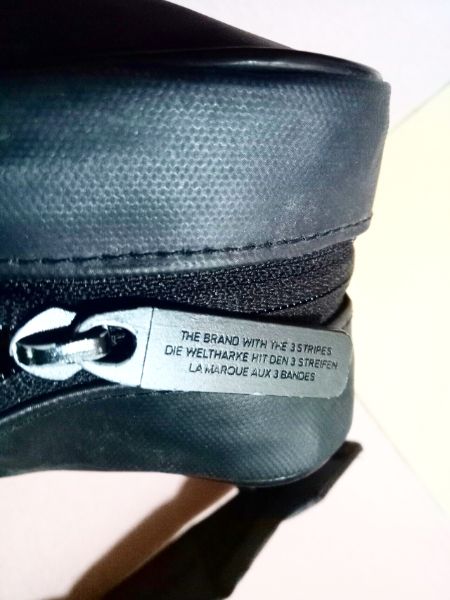 THE BRAND WITH THE 3 STRIPES
DIE WELTMARKE MIT DEN 3 STREIFEN
LA MARQUE AUX 3 BANDES